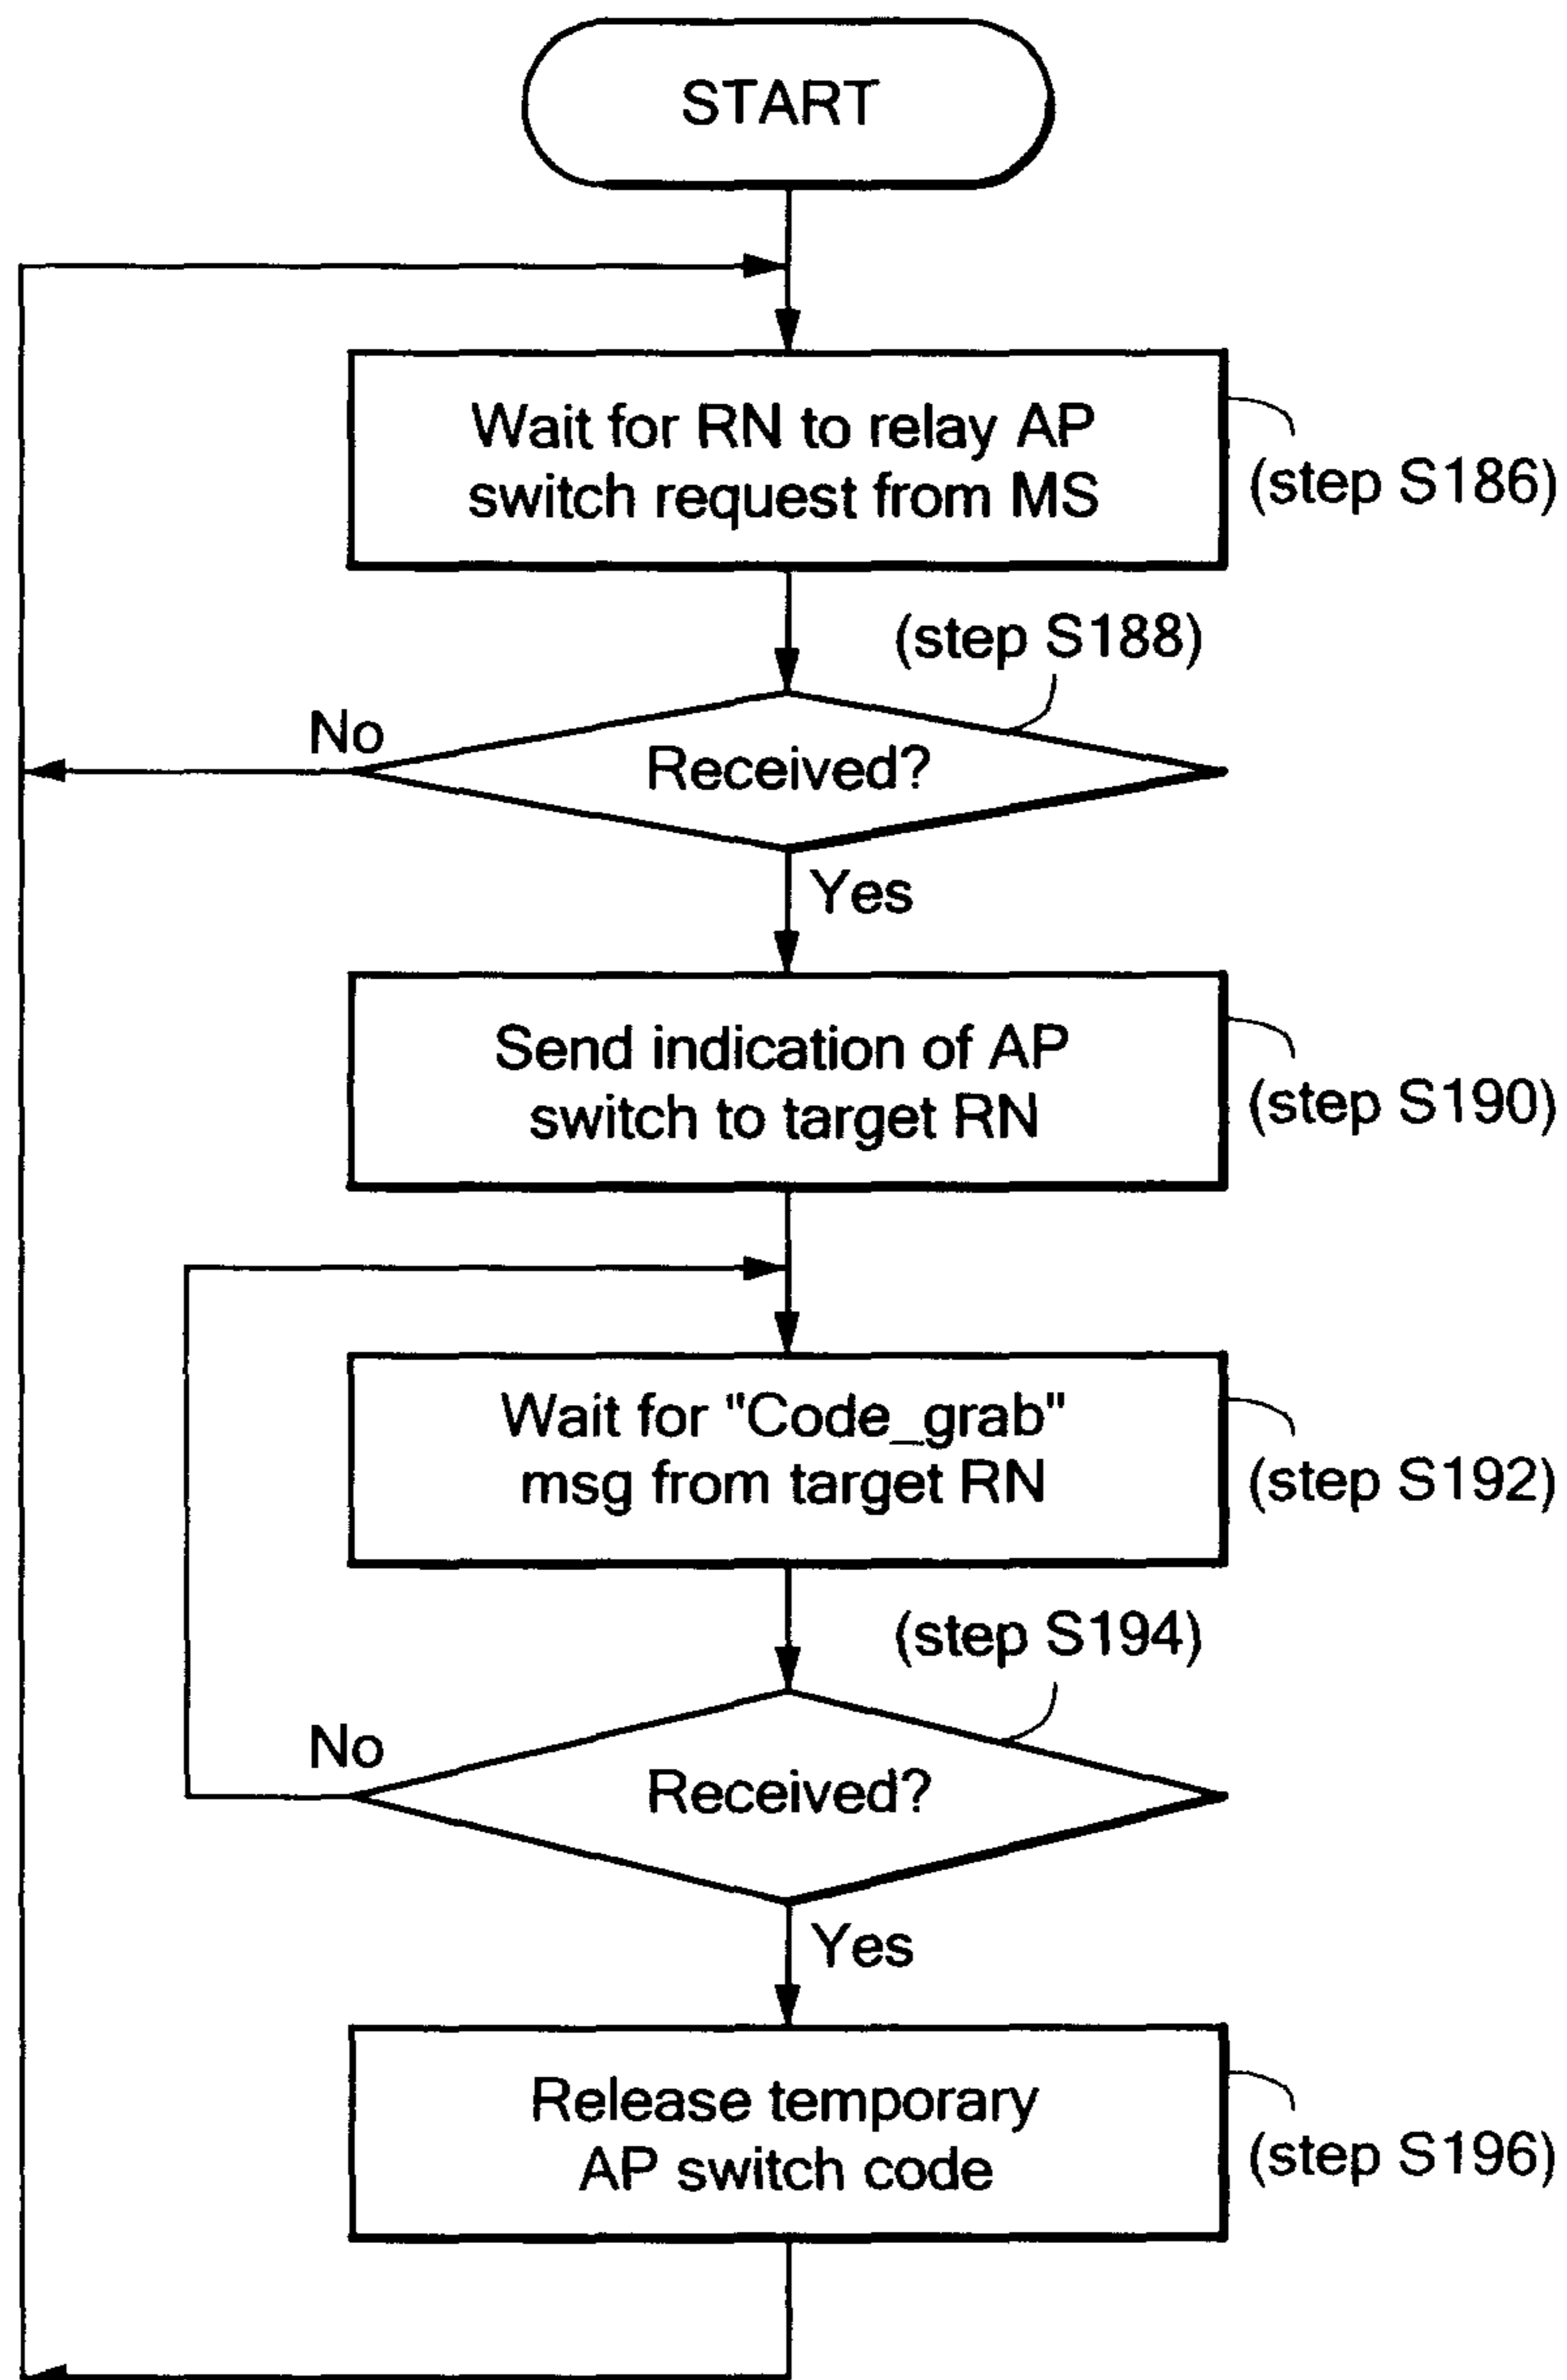 START
Wait for RN to relay AP
switch request from MS
(step S186)
(step S188)
No
Received?
Yes
Send indication of AP
switch to target RN
(step S190)
Wait for "Code_grab"
msg from target RN
(step S192)
(step S194)
No
Received?
Yes
Release temporary
AP switch code
(step S196)